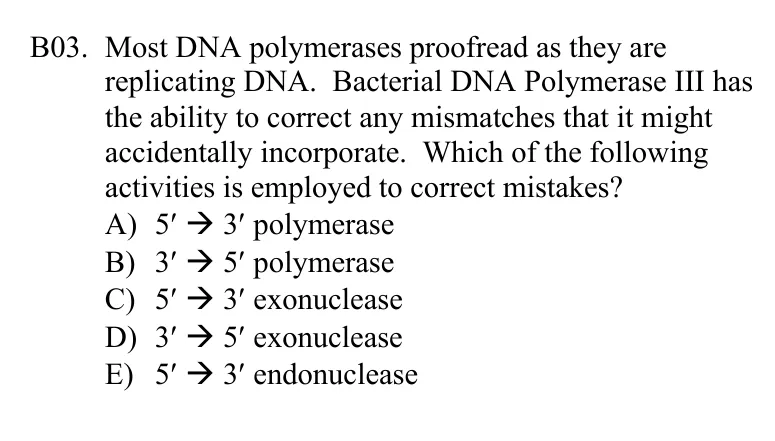 B03. Most DNA polymerases proofread as they are
replicating DNA. Bacterial DNA Polymerase III has
the ability to correct any mismatches that it might
accidentally incorporate. Which of the following
activities is employed to correct mistakes?
A) 5′ → 3′ polymerase
B) 3′ → 5′ polymerase
C) 5′ → 3′ exonuclease
D) 3′ → 5′ exonuclease
E) 5′ → 3′ endonuclease